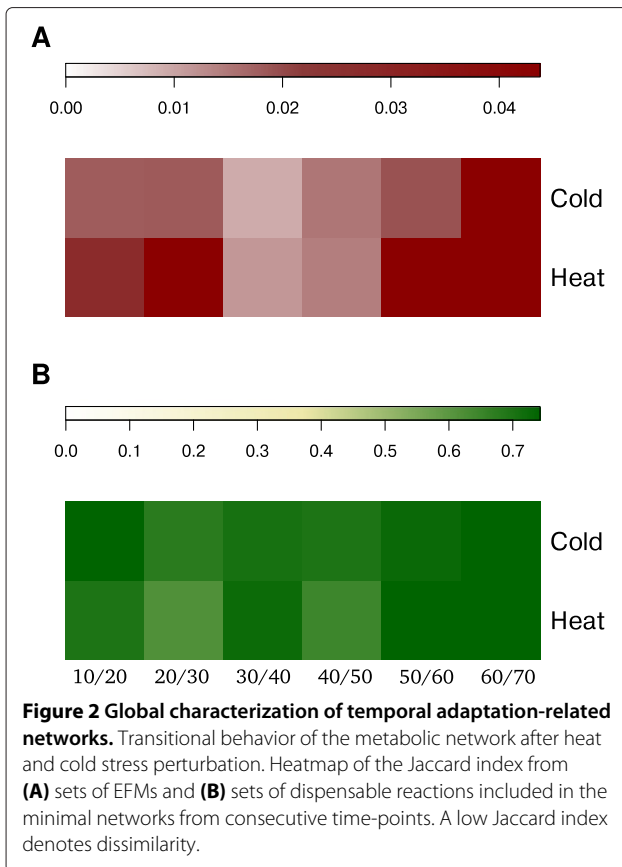 A
0.00 0.01 0.02 0.03 0.04
Cold
Heat
B
0.0 0.1 0.2 0.3 0.4 0.5 0.6 0.7
Cold
Heat
10/20 20/30 30/40 40/50 50/60 60/70
Figure 2 Global characterization of temporal adaptation-related
networks. Transitional behavior of the metabolic network after heat
and cold stress perturbation. Heatmap of the Jaccard index from
(A) sets of EFMs and (B) sets of dispensable reactions included in the
minimal networks from consecutive time-points. A low Jaccard index
denotes dissimilarity.